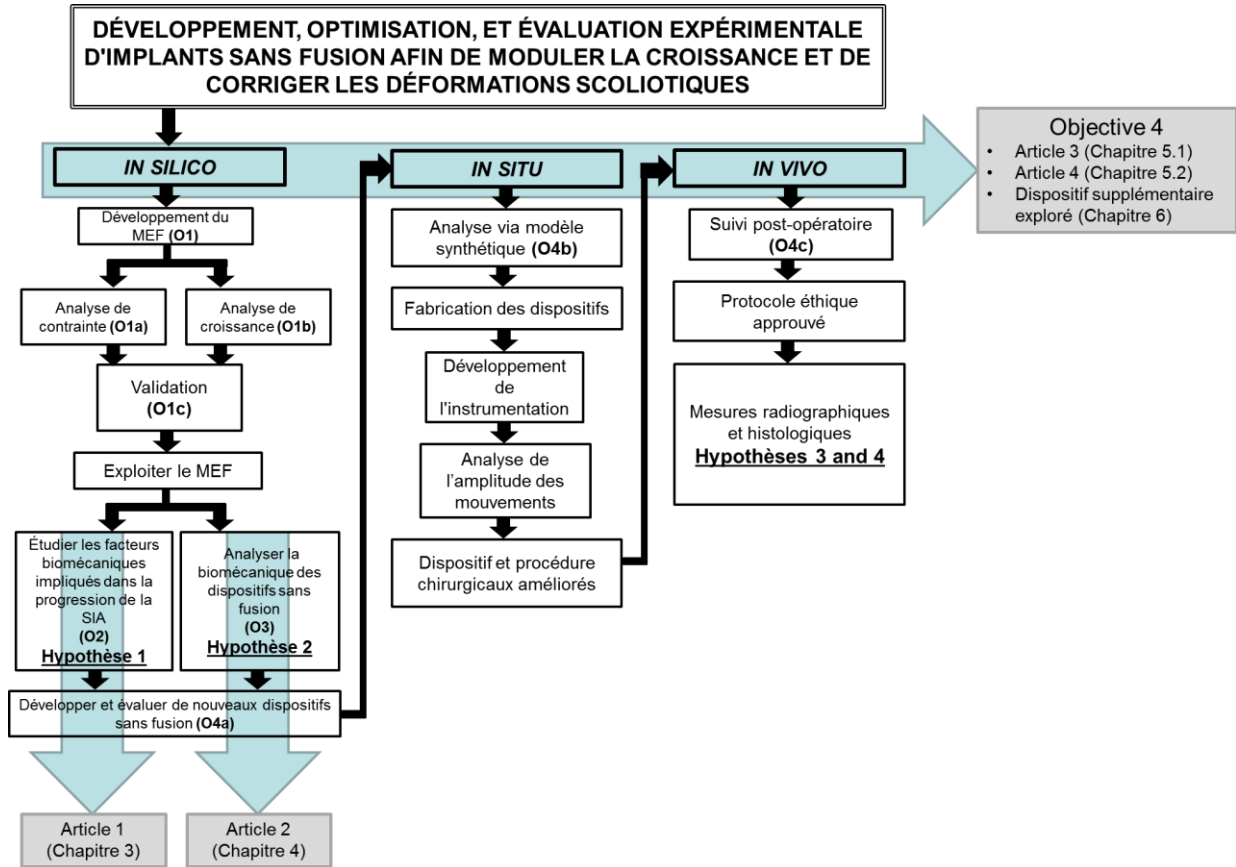 DÉVELOPPEMENT, OPTIMISATION, ET ÉVALUATION EXPÉRIMENTALE
D'IMPLANTS SANS FUSION AFIN DE MODULER LA CROISSANCE ET DE
CORRIGER LES DÉFORMATIONS SCOLIOTIQUES
IN SILICO
Développement du
MEF (O1)
Analyse de
contrainte (O1a)
Analyse de
croissance (O1b)
Validation
(O1c)
Exploiter le MEF
Étudier les facteurs
biomécaniques
impliqués dans la
progression de la
SIA
(O2)
Hypothèse 1
Analyser la
biomécanique des
dispositifs sans
fusion
(O3)
Hypothèse 2
Développer et évaluer de nouveaux dispositifs
sans fusion (O4a)
Article 1
(Chapitre 3)
Article 2
(Chapitre 4)
IN SITU
Analyse via modèle
synthétique (O4b)
Fabrication des dispositifs
Développement
de
l'instrumentation
Analyse de
l’amplitude des
mouvements
Dispositif et procédure
chirurgicaux améliorés
IN VIVO
Suivi post-opératoire
(O4c)
Protocole éthique
approuvé
Mesures radiographiques
et histologiques
Hypothèses 3 and 4
Objective 4
• Article 3 (Chapitre 5.1)
• Article 4 (Chapitre 5.2)
• Dispositif supplémentaire
exploré (Chapitre 6)